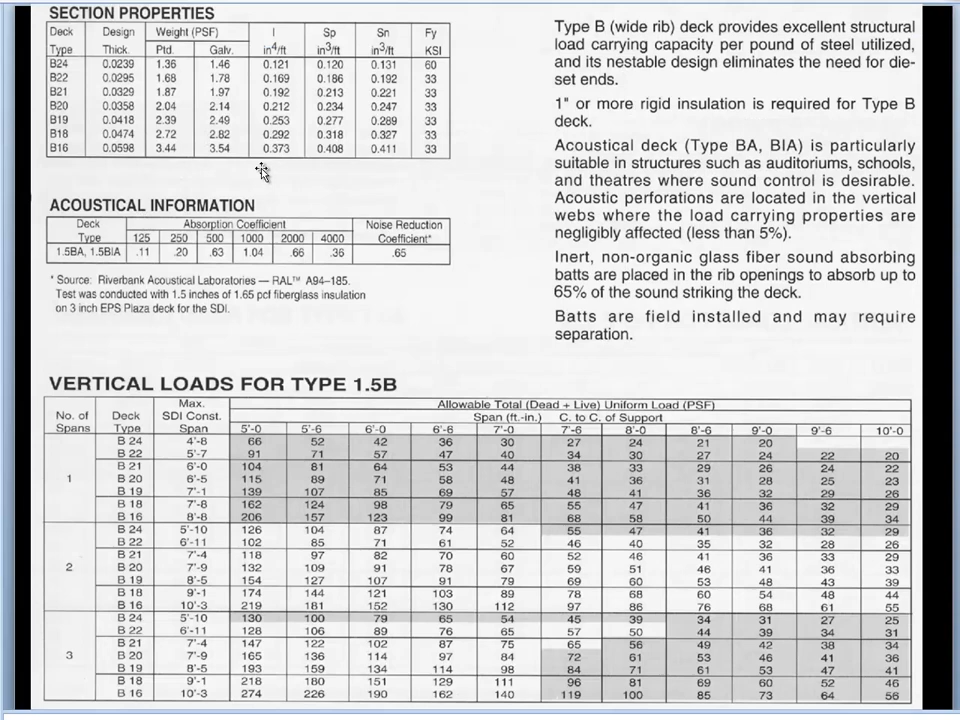 SECTION PROPERTIES
Deck Design Weight (PSF) I Sp Sn Fy
Type Thick. Ptd. Galv. in⁴/ft in³/ft in³/ft KSI
B24 0.0239 1.36 1.46 0.121 0.120 0.131 60
B22 0.0295 1.68 1.78 0.169 0.186 0.192 33
B21 0.0329 1.87 1.97 0.192 0.213 0.221 33
B20 0.0358 2.04 2.14 0.212 0.234 0.247 33
B19 0.0418 2.39 2.49 0.253 0.277 0.289 33
B18 0.0474 2.72 2.82 0.292 0.318 0.327 33
B16 0.0598 3.44 3.54 0.373 0.408 0.411 33
ACOUSTICAL INFORMATION
Deck Absorption Coefficient Noise Reduction
Type 125 250 500 1000 2000 4000 Coefficient*
1.5BA, 1.5BIA .11 .20 .63 1.04 .66 .36 .65
* Source: Riverbank Acoustical Laboratories — RAL™ A94–185.
Test was conducted with 1.5 inches of 1.65 pcf fiberglass insulation
on 3 inch EPS Plaza deck for the SDI.
Type B (wide rib) deck provides excellent structural
load carrying capacity per pound of steel utilized,
and its nestable design eliminates the need for die-
set ends.
1" or more rigid insulation is required for Type B
deck.
Acoustical deck (Type BA, BIA) is particularly
suitable in structures such as auditoriums, schools,
and theatres where sound control is desirable.
Acoustic perforations are located in the vertical
webs where the load carrying properties are
negligibly affected (less than 5%).
Inert, non-organic glass fiber sound absorbing
batts are placed in the rib openings to absorb up to
65% of the sound striking the deck.
Batts are field installed and may require
separation.
VERTICAL LOADS FOR TYPE 1.5B
Max. Allowable Total (Dead + Live) Uniform Load (PSF)
No. of Deck SDI Const. Span (ft.-in.) C. to C. of Support
Spans Type Span 5'-0 5'-6 6'-0 6'-6 7'-0 7'-6 8'-0 8'-6 9'-0 9'-6 10'-0
B 24 4'-8 66 52 42 36 30 27 24 21 20
B 22 5'-7 91 71 57 47 40 34 30 27 24 22 20
B 21 6'-0 104 81 64 53 44 38 33 29 26 24 22
1 B 20 6'-5 115 89 71 58 48 41 36 31 28 25 23
B 19 7'-1 139 107 85 69 57 48 41 36 32 29 26
B 18 7'-8 162 124 98 79 65 55 47 41 36 32 29
B 16 8'-8 206 157 123 99 81 68 58 50 44 39 34
B 24 5'-10 126 104 87 74 64 55 47 41 36 32 29
B 22 6'-11 102 85 71 61 52 46 40 35 32 28 26
B 21 7'-4 118 97 82 70 60 52 46 41 36 33 29
2 B 20 7'-9 132 109 91 78 67 59 51 46 41 36 33
B 19 8'-5 154 127 107 91 79 69 60 53 48 43 39
B 18 9'-1 174 144 121 103 89 78 68 60 54 48 44
B 16 10'-3 219 181 152 130 112 97 86 76 68 61 55
B 24 5'-10 130 100 79 65 54 45 39 34 31 27 25
B 22 6'-11 128 106 89 76 65 57 50 44 39 34 31
B 21 7'-4 147 122 102 87 75 65 56 49 42 38 34
3 B 20 7'-9 165 136 114 97 84 72 61 53 46 41 36
B 19 8'-5 193 159 134 114 98 84 71 61 53 47 41
B 18 9'-1 218 180 151 129 111 96 81 69 60 52 46
B 16 10'-3 274 226 190 162 140 119 100 85 73 64 56